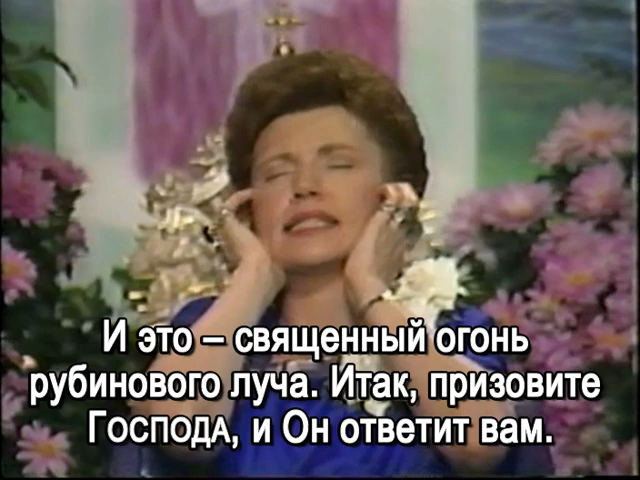 И это – священный огонь
рубинового луча. Итак, призовите
ГОСПОДА, и Он ответит вам.